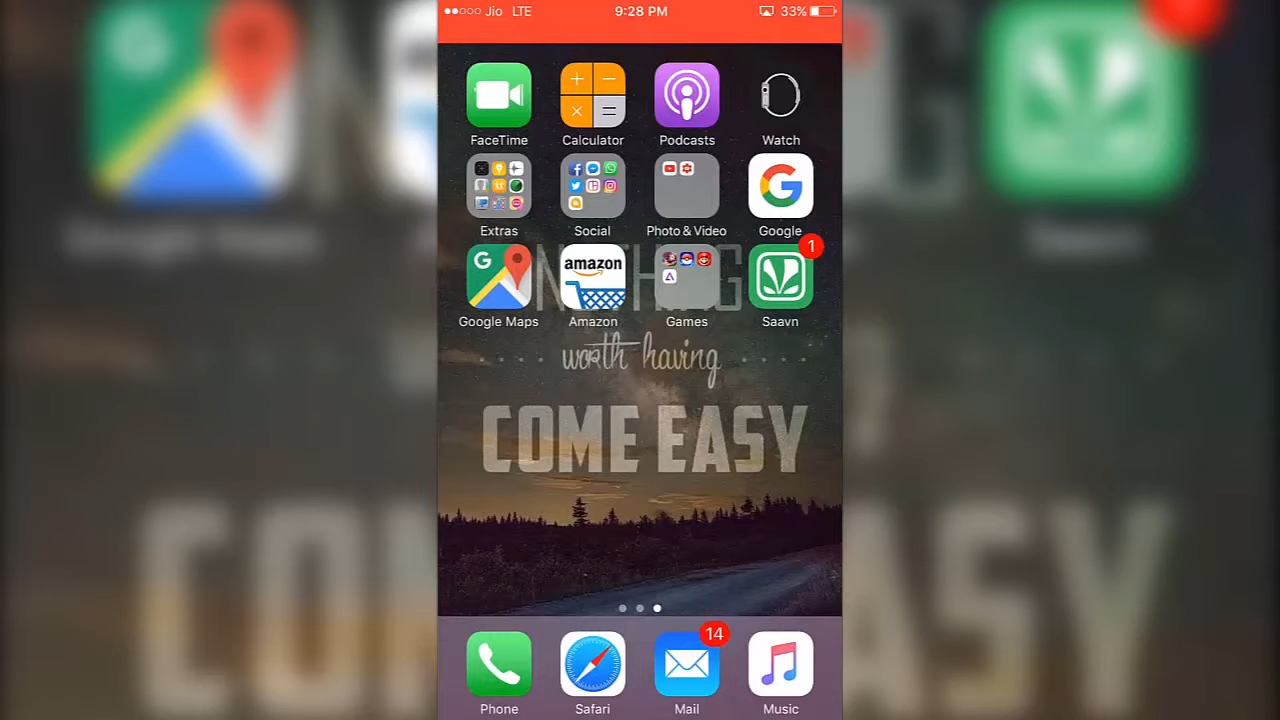 Jio LTE 9:28 PM 33%
FaceTime Calculator Podcasts Watch
Extras Social Photo & Video Google
1
G amazon NOTHING
Google Maps Amazon Games Saavn
worth having
COME EASY
14
Phone Safari Mail Music